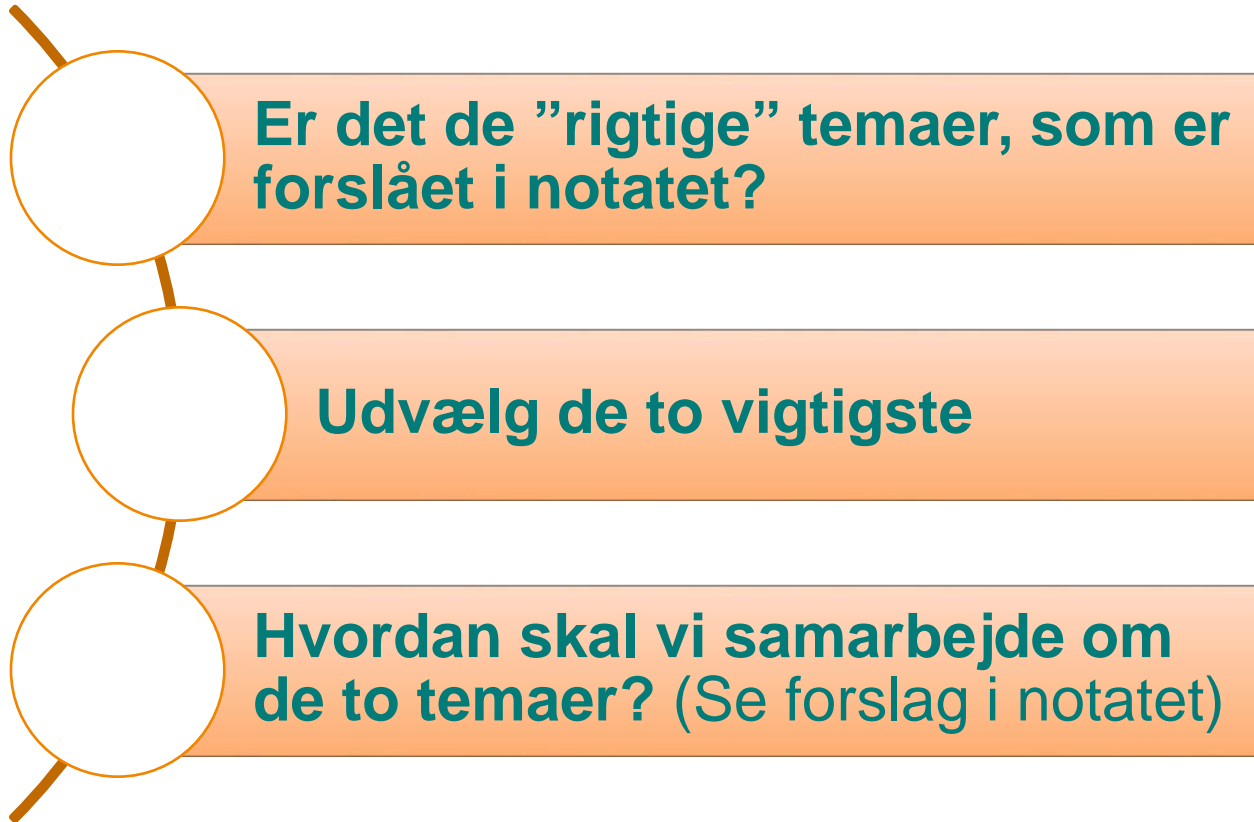 Er det de ”rigtige” temaer, som er
forslået i notatet?
Udvælg de to vigtigste
Hvordan skal vi samarbejde om
de to temaer? (Se forslag i notatet)